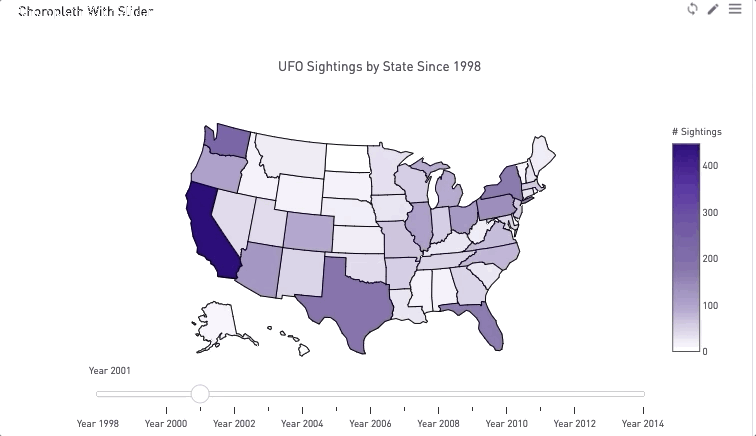 Choropleth With Slider
UFO Sightings by State Since 1998
# Sightings
400
300
200
100
0
Year 2001
Year 1998 Year 2000 Year 2002 Year 2004 Year 2006 Year 2008 Year 2010 Year 2012 Year 2014